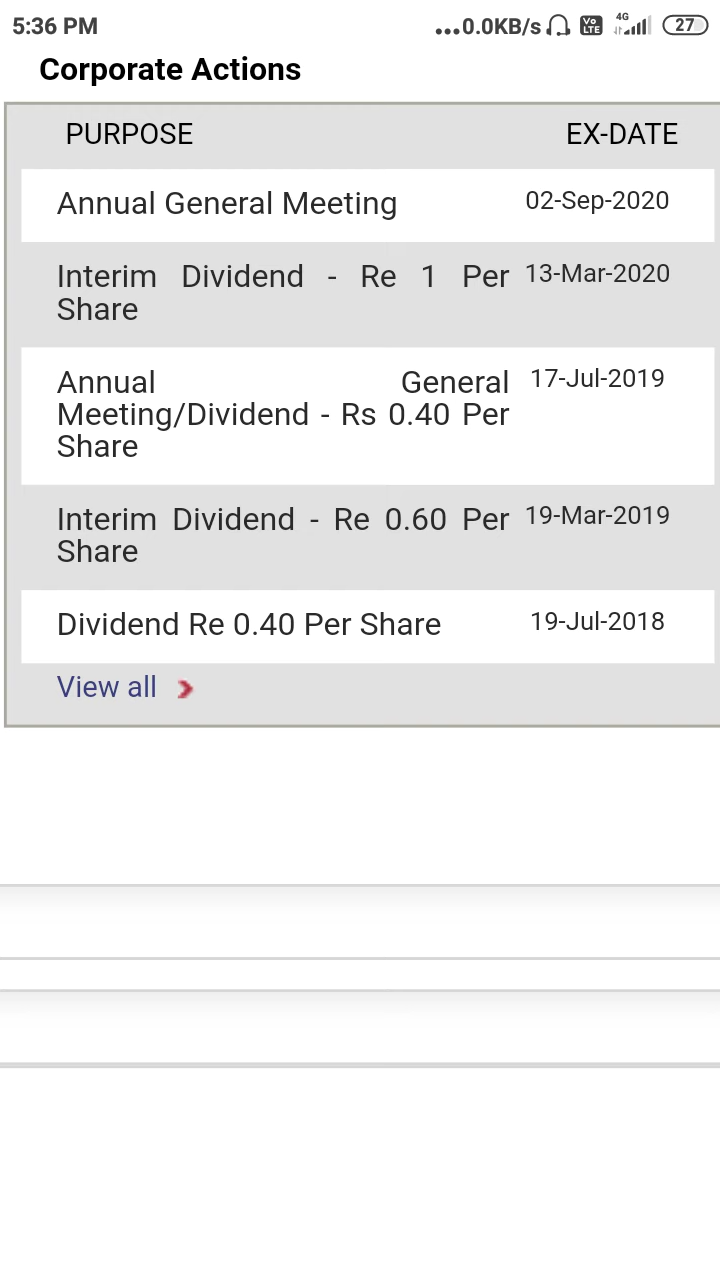 5:36 PM ...0.0KB/s Vo LTE 4G 27
Corporate Actions
PURPOSE EX-DATE
Annual General Meeting 02-Sep-2020
Interim Dividend - Re 1 Per 13-Mar-2020
Share
Annual General 17-Jul-2019
Meeting/Dividend - Rs 0.40 Per
Share
Interim Dividend - Re 0.60 Per 19-Mar-2019
Share
Dividend Re 0.40 Per Share 19-Jul-2018
View all